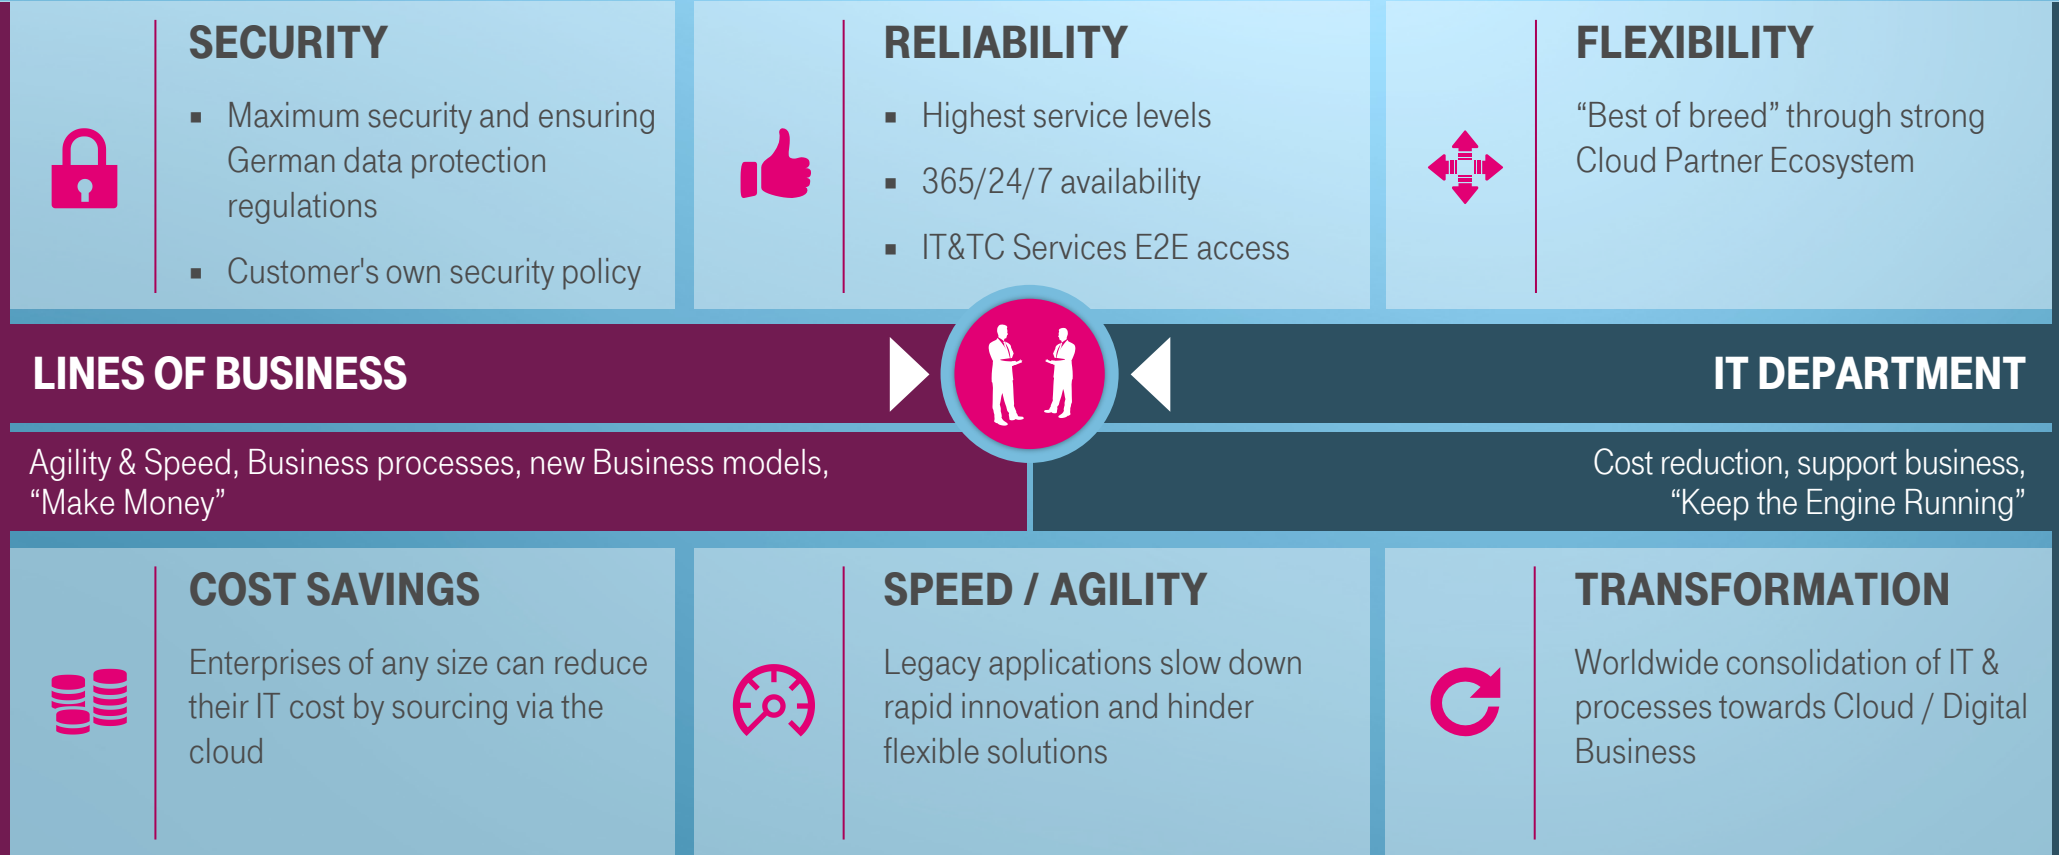 SECURITY
▪ Maximum security and ensuring
German data protection
regulations
▪ Customer's own security policy
RELIABILITY
▪ Highest service levels
▪ 365/24/7 availability
▪ IT&TC Services E2E access
FLEXIBILITY
“Best of breed” through strong
Cloud Partner Ecosystem
LINES OF BUSINESS
IT DEPARTMENT
Agility & Speed, Business processes, new Business models,
“Make Money”
Cost reduction, support business,
“Keep the Engine Running”
COST SAVINGS
Enterprises of any size can reduce
their IT cost by sourcing via the
cloud
SPEED / AGILITY
Legacy applications slow down
rapid innovation and hinder
flexible solutions
TRANSFORMATION
Worldwide consolidation of IT &
processes towards Cloud / Digital
Business